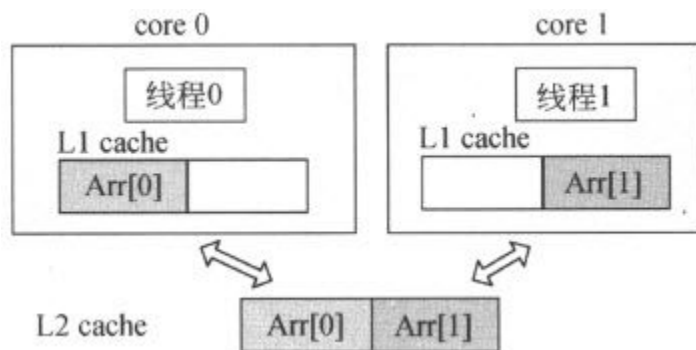 core 0
core 1
线程0
线程1
L1 cache
L1 cache
Arr[0]
Arr[1]
L2 cache
Arr[0]
Arr[1]